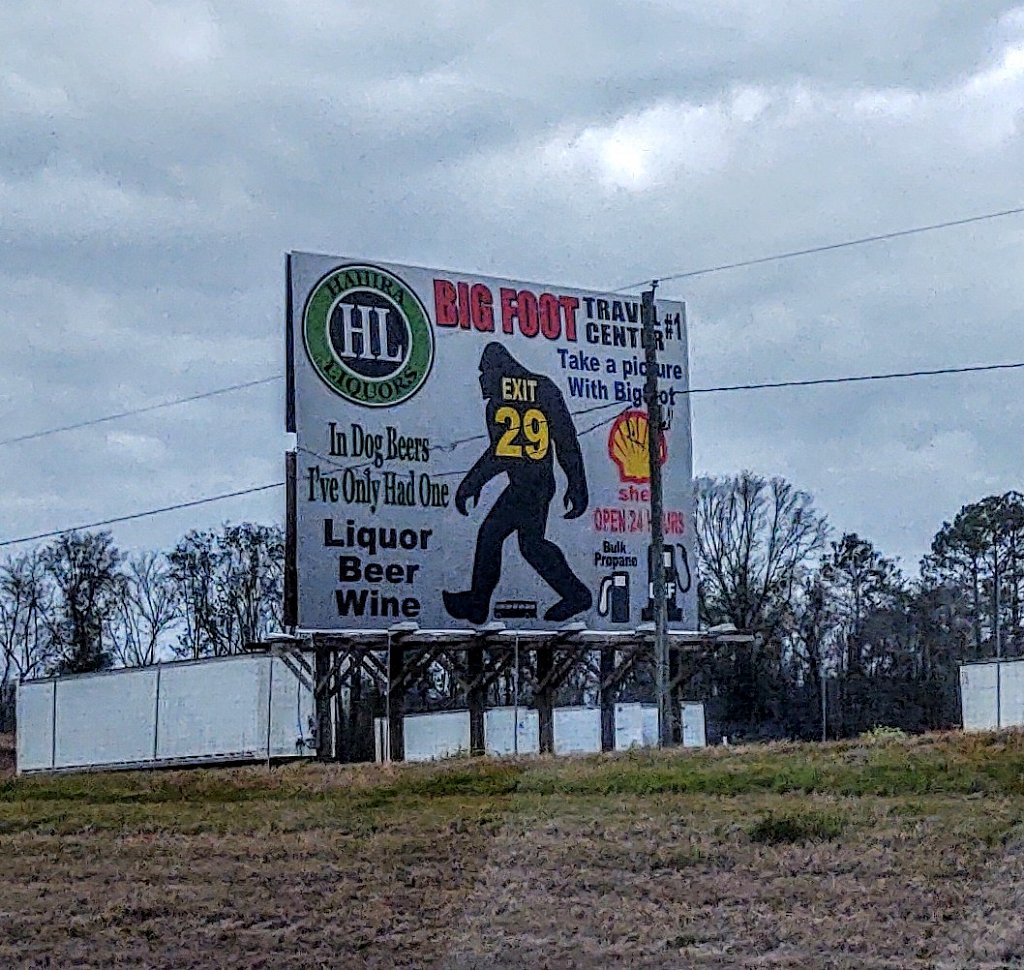 HAHIRA
HL
LIQUORS
In Dog Beers
I've Only Had One
Liquor
Beer
Wine
BIG FOOT
TRAVEL
CENTER #1
Take a picture
With Bigfoot
EXIT
29
shell
OPEN 24 HOURS
Bulk
Propane